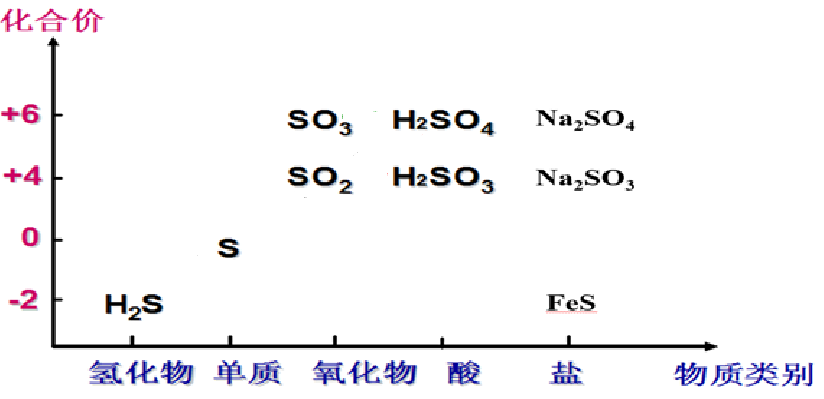 化合价
+6 SO₃ H₂SO₄ Na₂SO₄
+4 SO₂ H₂SO₃ Na₂SO₃
0 S
-2 H₂S FeS
氢化物 单质 氧化物 酸 盐 物质类别